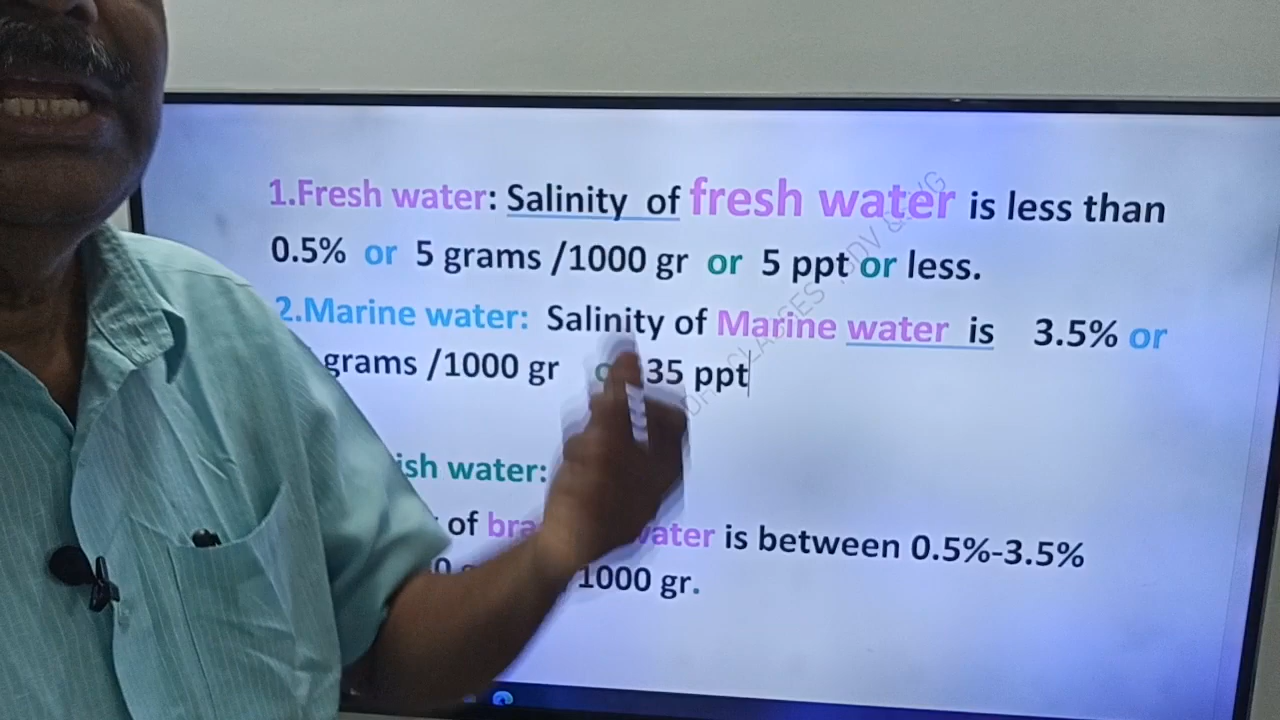 1.Fresh water: Salinity of fresh water is less than
0.5% or 5 grams /1000 gr or 5 ppt or less.
2.Marine water: Salinity of Marine water is 3.5% or
grams /1000 gr 35 ppt
ish water:
of bra ater is between 0.5%-3.5%
/1000 gr.